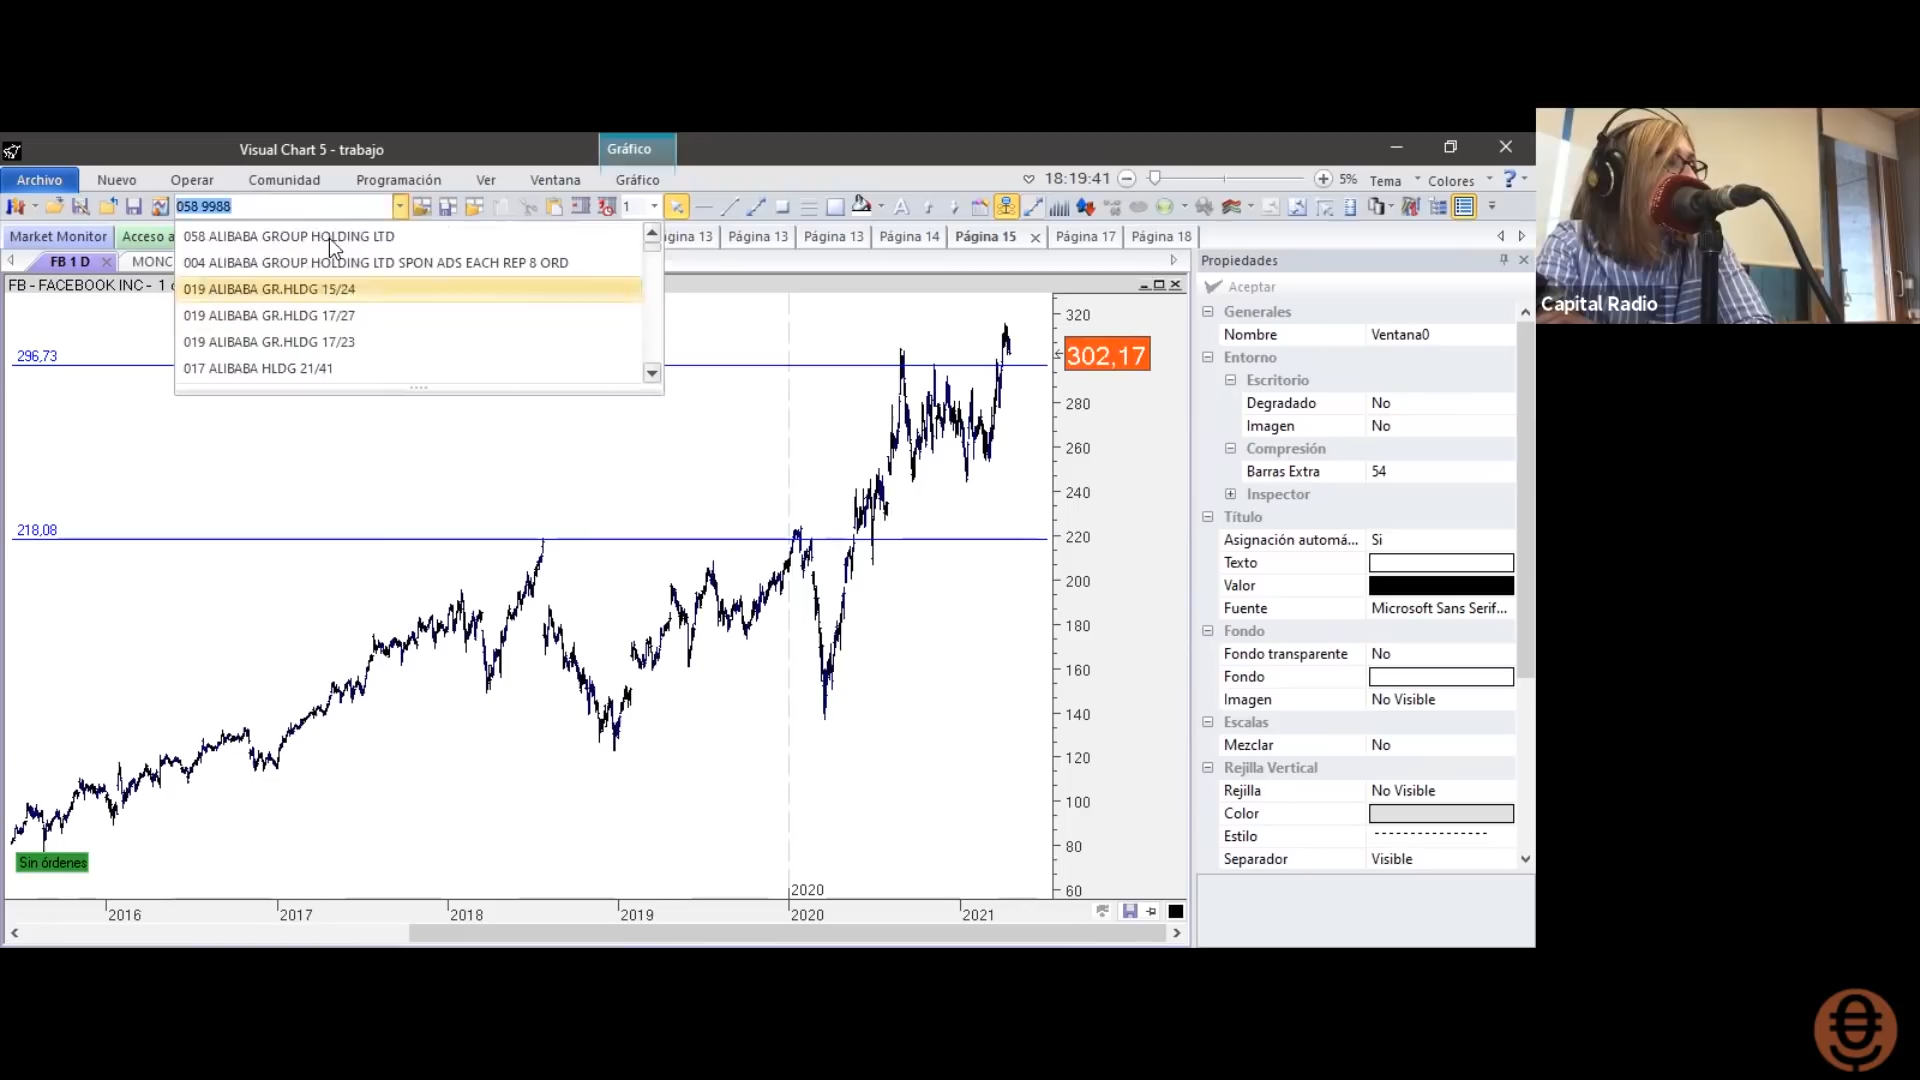 Visual Chart 5 - trabajo
Gráfico
Archivo Nuevo Operar Comunidad Programación Ver Ventana Gráfico 18:19:41 5% Tema Colores ?
058 9988 1
Market Monitor Acceso a gina 13 Página 13 Página 13 Página 14 Página 15 Página 17 Página 18
058 ALIBABA GROUP HOLDING LTD
004 ALIBABA GROUP HOLDING LTD SPON ADS EACH REP 8 ORD
019 ALIBABA GR.HLDG 15/24
019 ALIBABA GR.HLDG 17/27
019 ALIBABA GR.HLDG 17/23
017 ALIBABA HLDG 21/41
FB 1 D MONC
FB - FACEBOOK INC - 1
296,73
218,08
302,17
320
280
260
240
220
200
180
160
140
120
100
80
60
Sin órdenes
2020
2016 2017 2018 2019 2020 2021
Propiedades
Aceptar
Generales
Nombre Ventana0
Entorno
Escritorio
Degradado No
Imagen No
Compresión
Barras Extra 54
Inspector
Título
Asignación automá... Si
Texto
Valor
Fuente Microsoft Sans Serif...
Fondo
Fondo transparente No
Fondo
Imagen No Visible
Escalas
Mezclar No
Rejilla Vertical
Rejilla No Visible
Color
Estilo
Separador Visible
Capital Radio